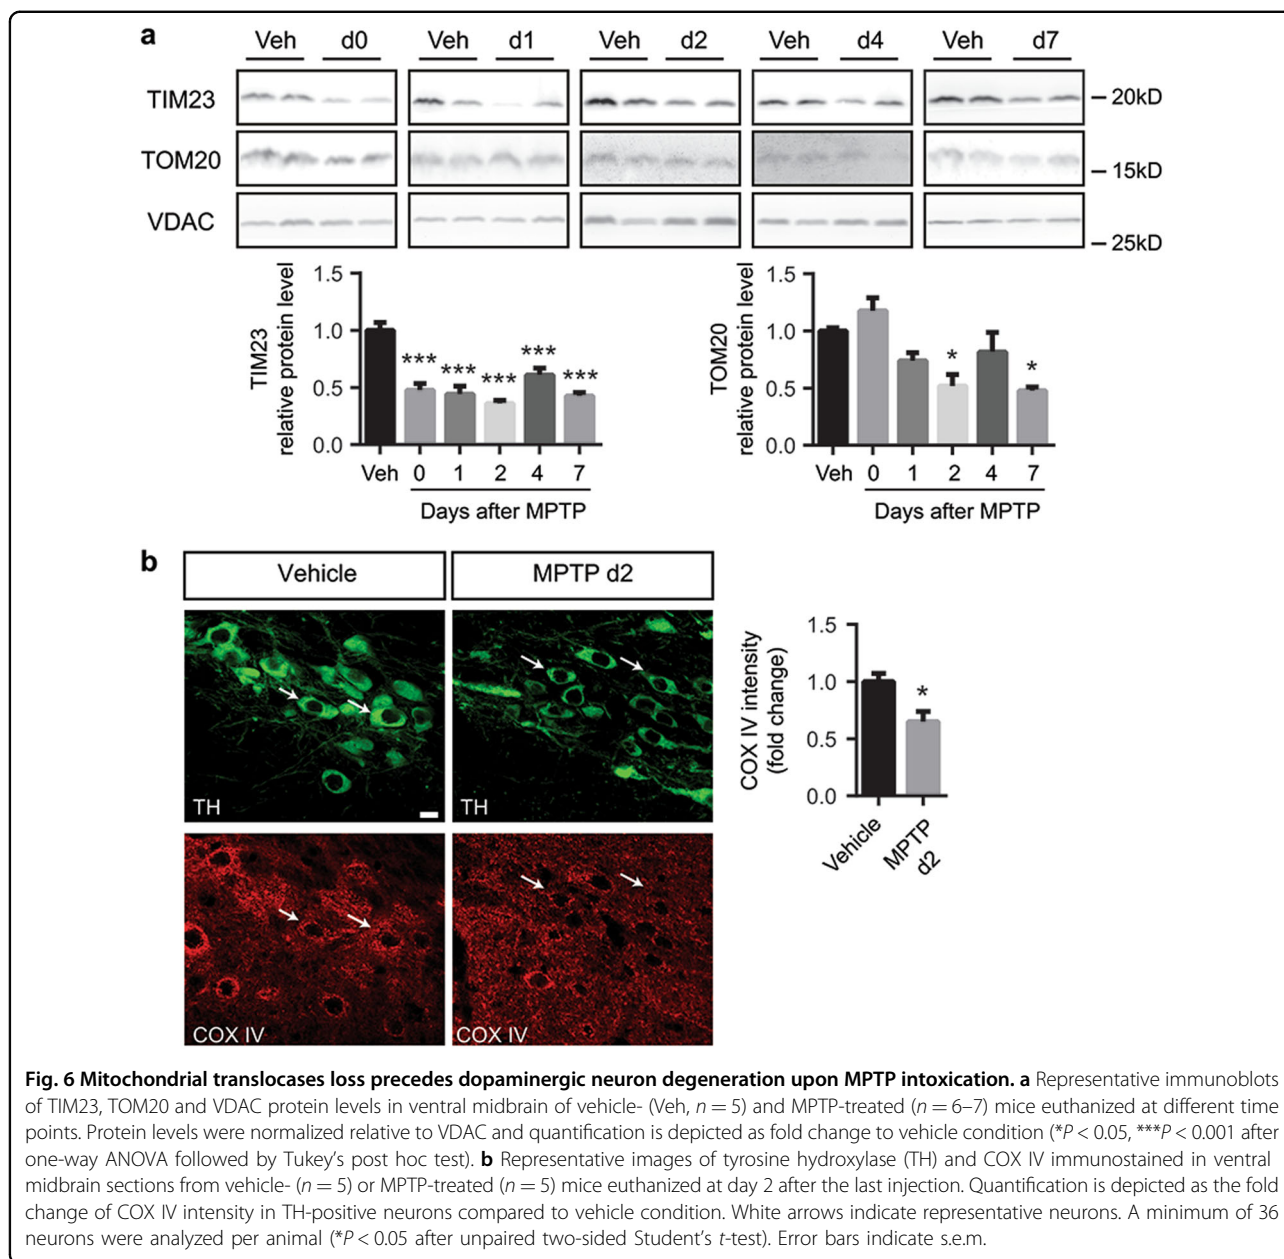 a
Veh d0 Veh d1 Veh d2 Veh d4 Veh d7
TIM23
20kD
TOM20
15kD
VDAC
25kD
TIM23
relative protein level
1.5
1.0
0.5
0.0
***
***
***
***
***
Veh 0 1 2 4 7
Days after MPTP
TOM20
relative protein level
1.5
1.0
0.5
0.0
*
*
Veh 0 1 2 4 7
Days after MPTP
b
Vehicle MPTP d2
TH
TH
COX IV
COX IV
COX IV intensity
(fold change)
1.5
1.0
0.5
0.0
*
Vehicle
MPTP
d2
Fig. 6 Mitochondrial translocases loss precedes dopaminergic neuron degeneration upon MPTP intoxication. a Representative immunoblots
of TIM23, TOM20 and VDAC protein levels in ventral midbrain of vehicle- (Veh, n = 5) and MPTP-treated (n = 6–7) mice euthanized at different time
points. Protein levels were normalized relative to VDAC and quantification is depicted as fold change to vehicle condition (*P < 0.05, ***P < 0.001 after
one-way ANOVA followed by Tukey's post hoc test). b Representative images of tyrosine hydroxylase (TH) and COX IV immunostained in ventral
midbrain sections from vehicle- (n = 5) or MPTP-treated (n = 5) mice euthanized at day 2 after the last injection. Quantification is depicted as the fold
change of COX IV intensity in TH-positive neurons compared to vehicle condition. White arrows indicate representative neurons. A minimum of 36
neurons were analyzed per animal (*P < 0.05 after unpaired two-sided Student's t-test). Error bars indicate s.e.m.